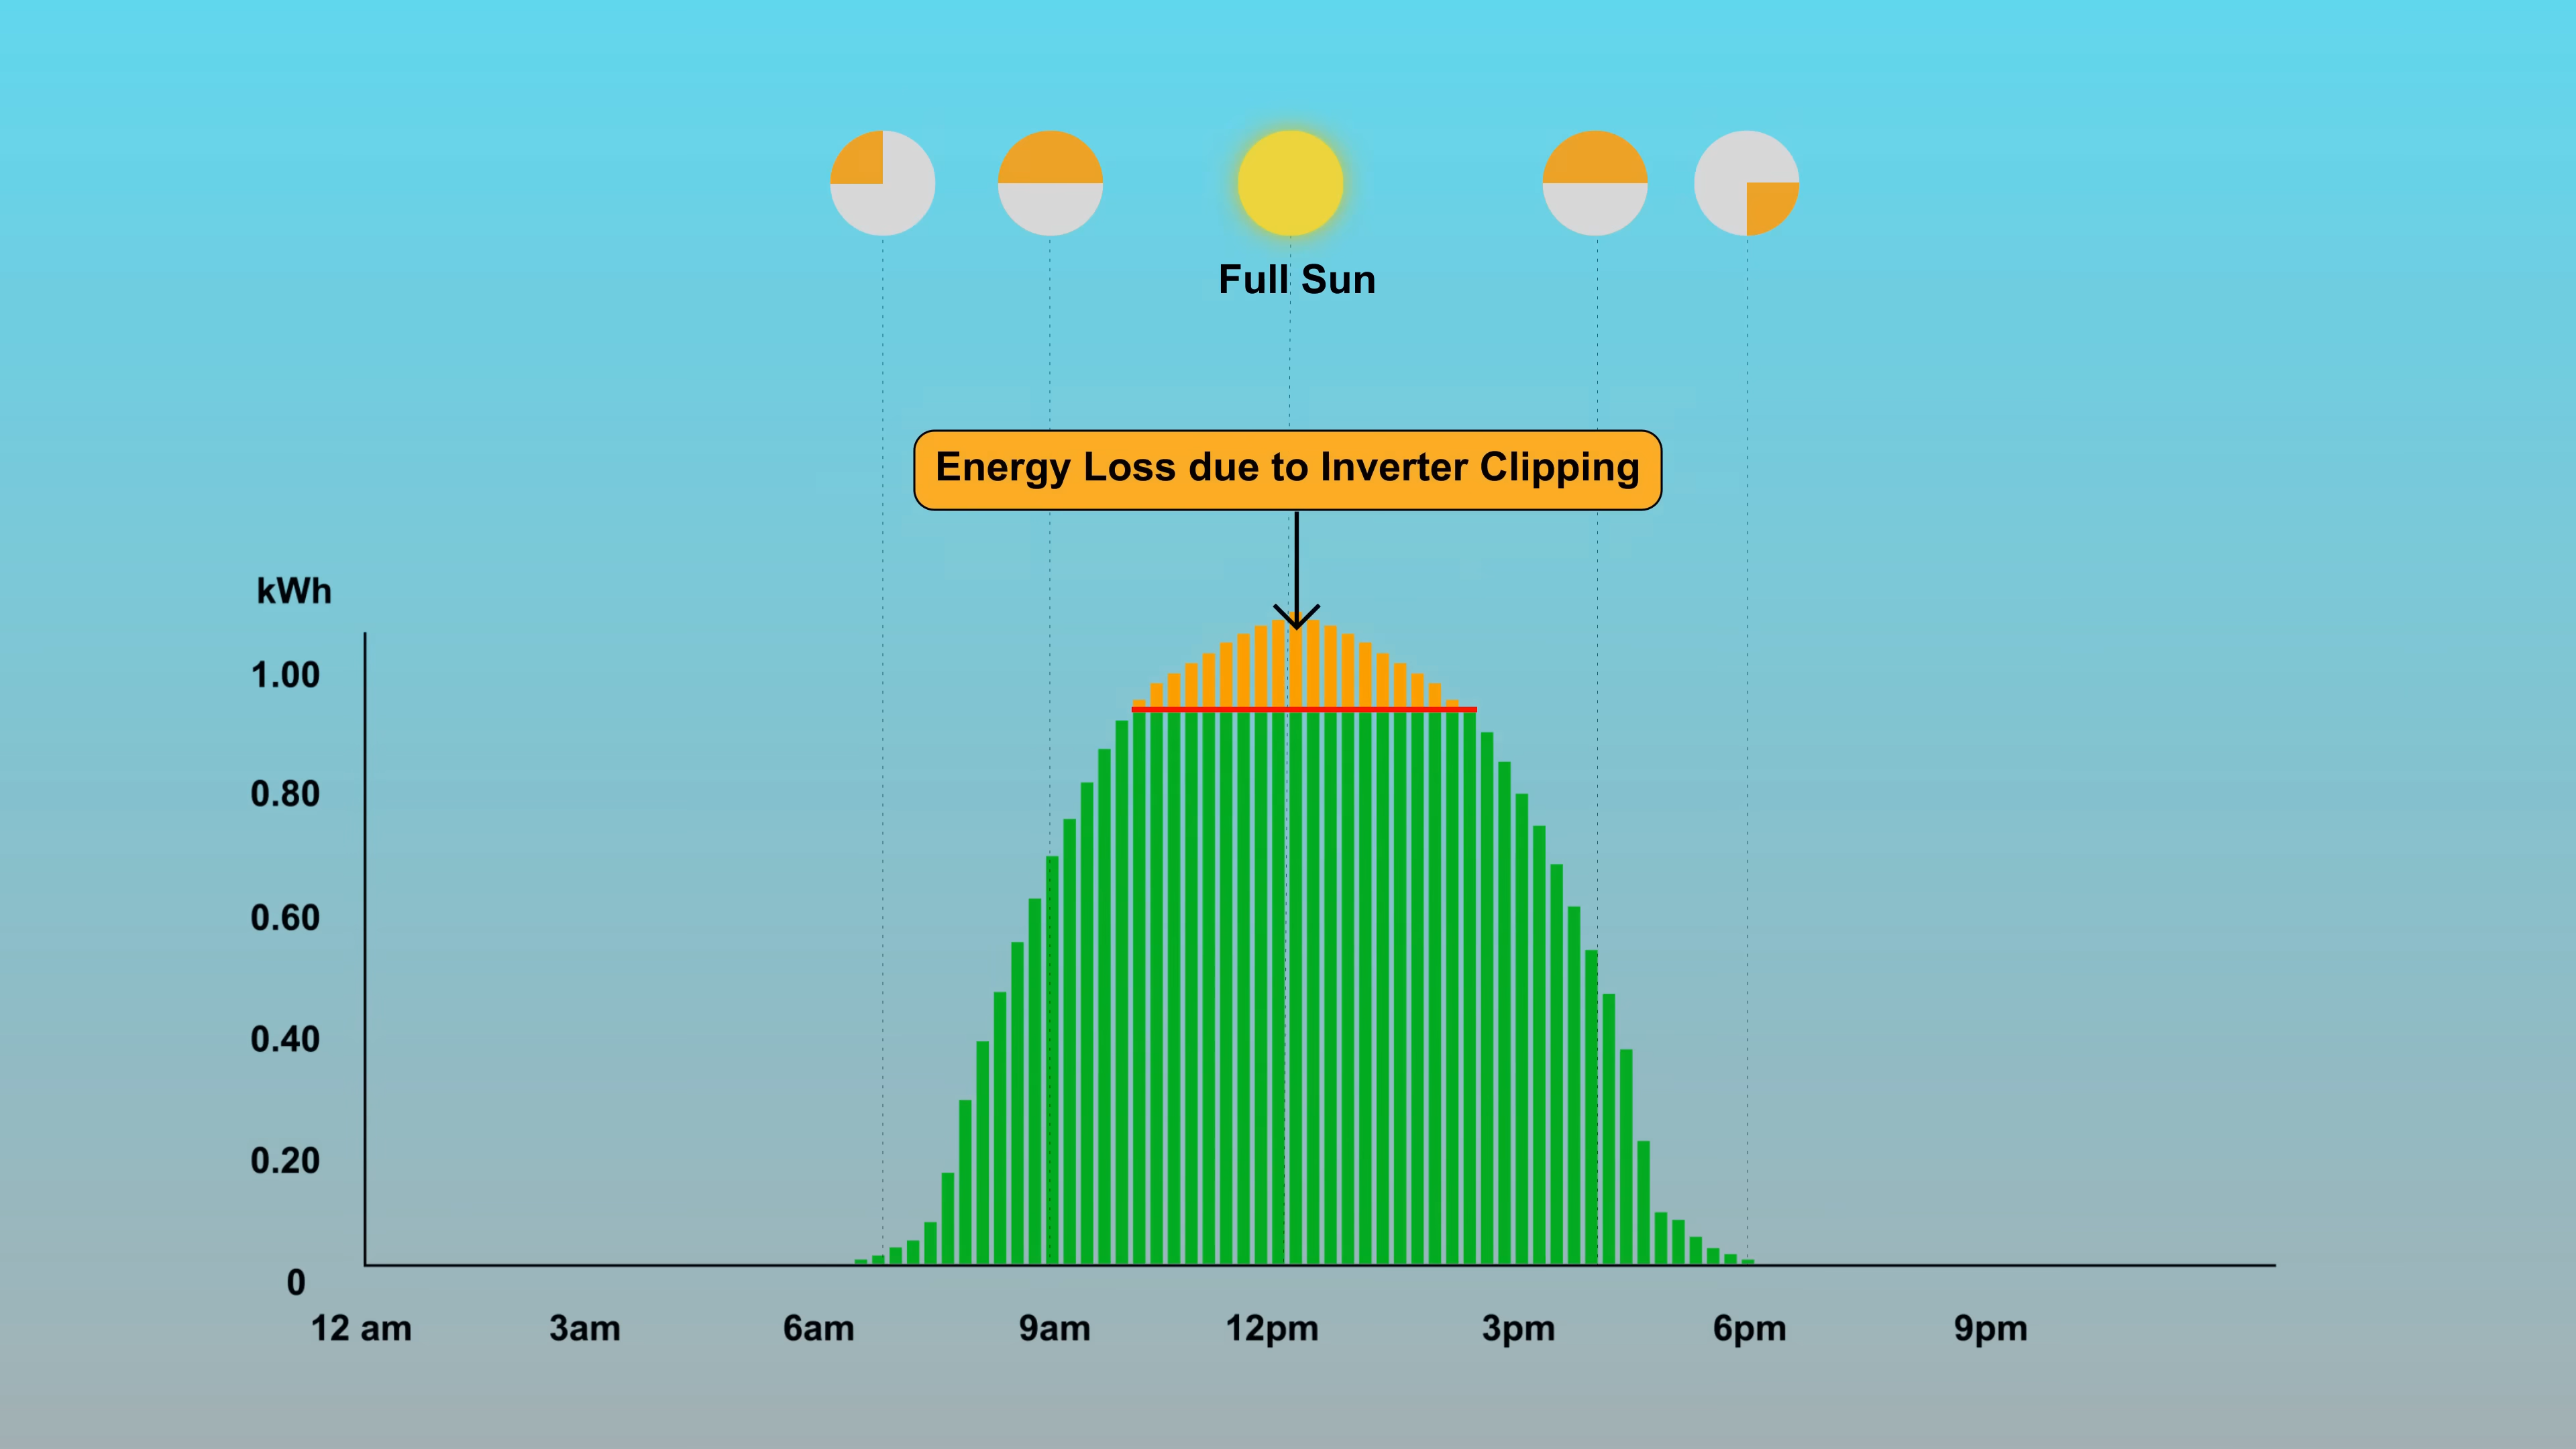 Full Sun
Energy Loss due to Inverter Clipping
kWh
1.00
0.80
0.60
0.40
0.20
0
12 am 3am 6am 9am 12pm 3pm 6pm 9pm